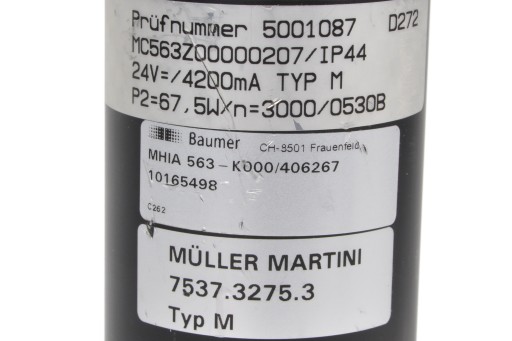 Prüfnummer 5001087 D272
MC563Z00000207/IP44
24V=/4200mA TYP M
P2=67,5W/n=3000/0530B
Baumer CH-8501 Frauenfeld
MHIA 563-K000/406267
10165498
C262
MÜLLER MARTINI
7537.3275.3
Typ M